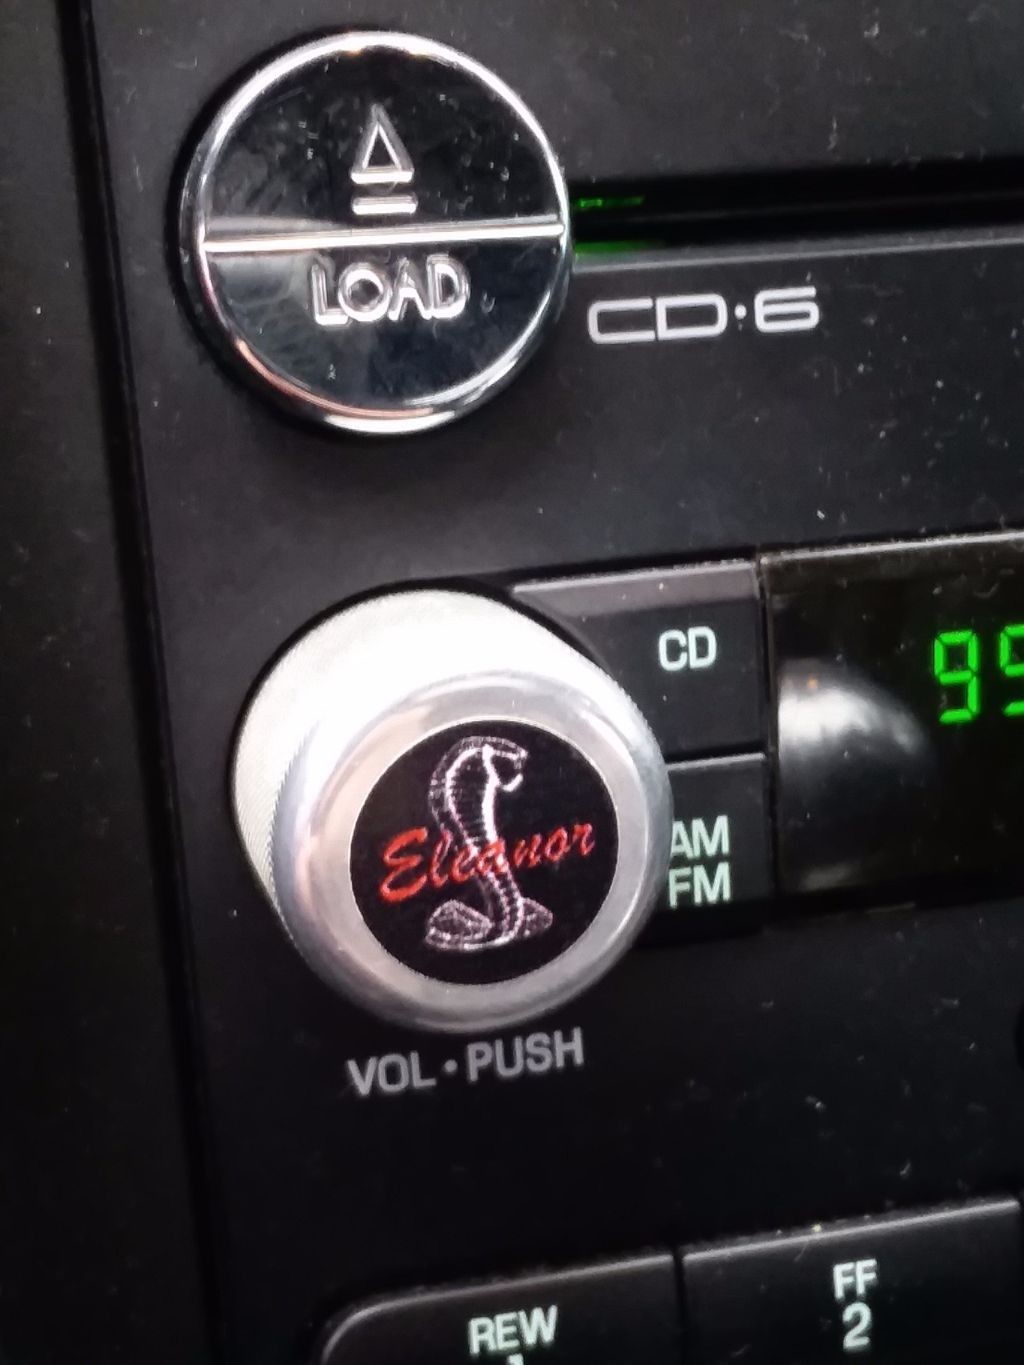 LOAD
CD·6
CD
AM
FM
Eleanor
VOL·PUSH
REW
FF
2